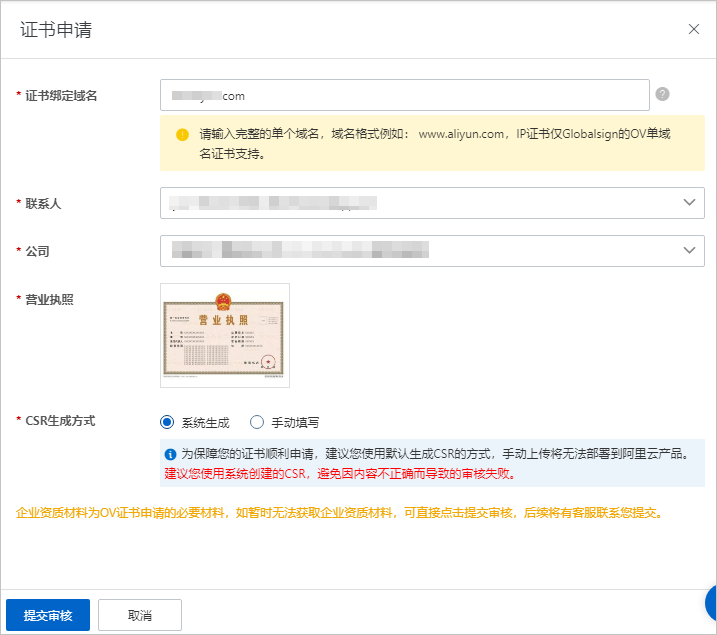 证书申请
* 证书绑定域名
com
?
请输入完整的单个域名，域名格式例如： www.aliyun.com，IP证书仅Globalsign的OV单域
名证书支持。
* 联系人
* 公司
* 营业执照
营业执照
* CSR生成方式
系统生成
手动填写
为保障您的证书顺利申请，建议您使用默认生成CSR的方式，手动上传将无法部署到阿里云产品。
建议您使用系统创建的CSR，避免因内容不正确而导致的审核失败。
企业资质材料为OV证书申请的必要材料，如暂时无法获取企业资质材料，可直接点击提交审核，后续将有客服联系您提交。
提交审核
取消